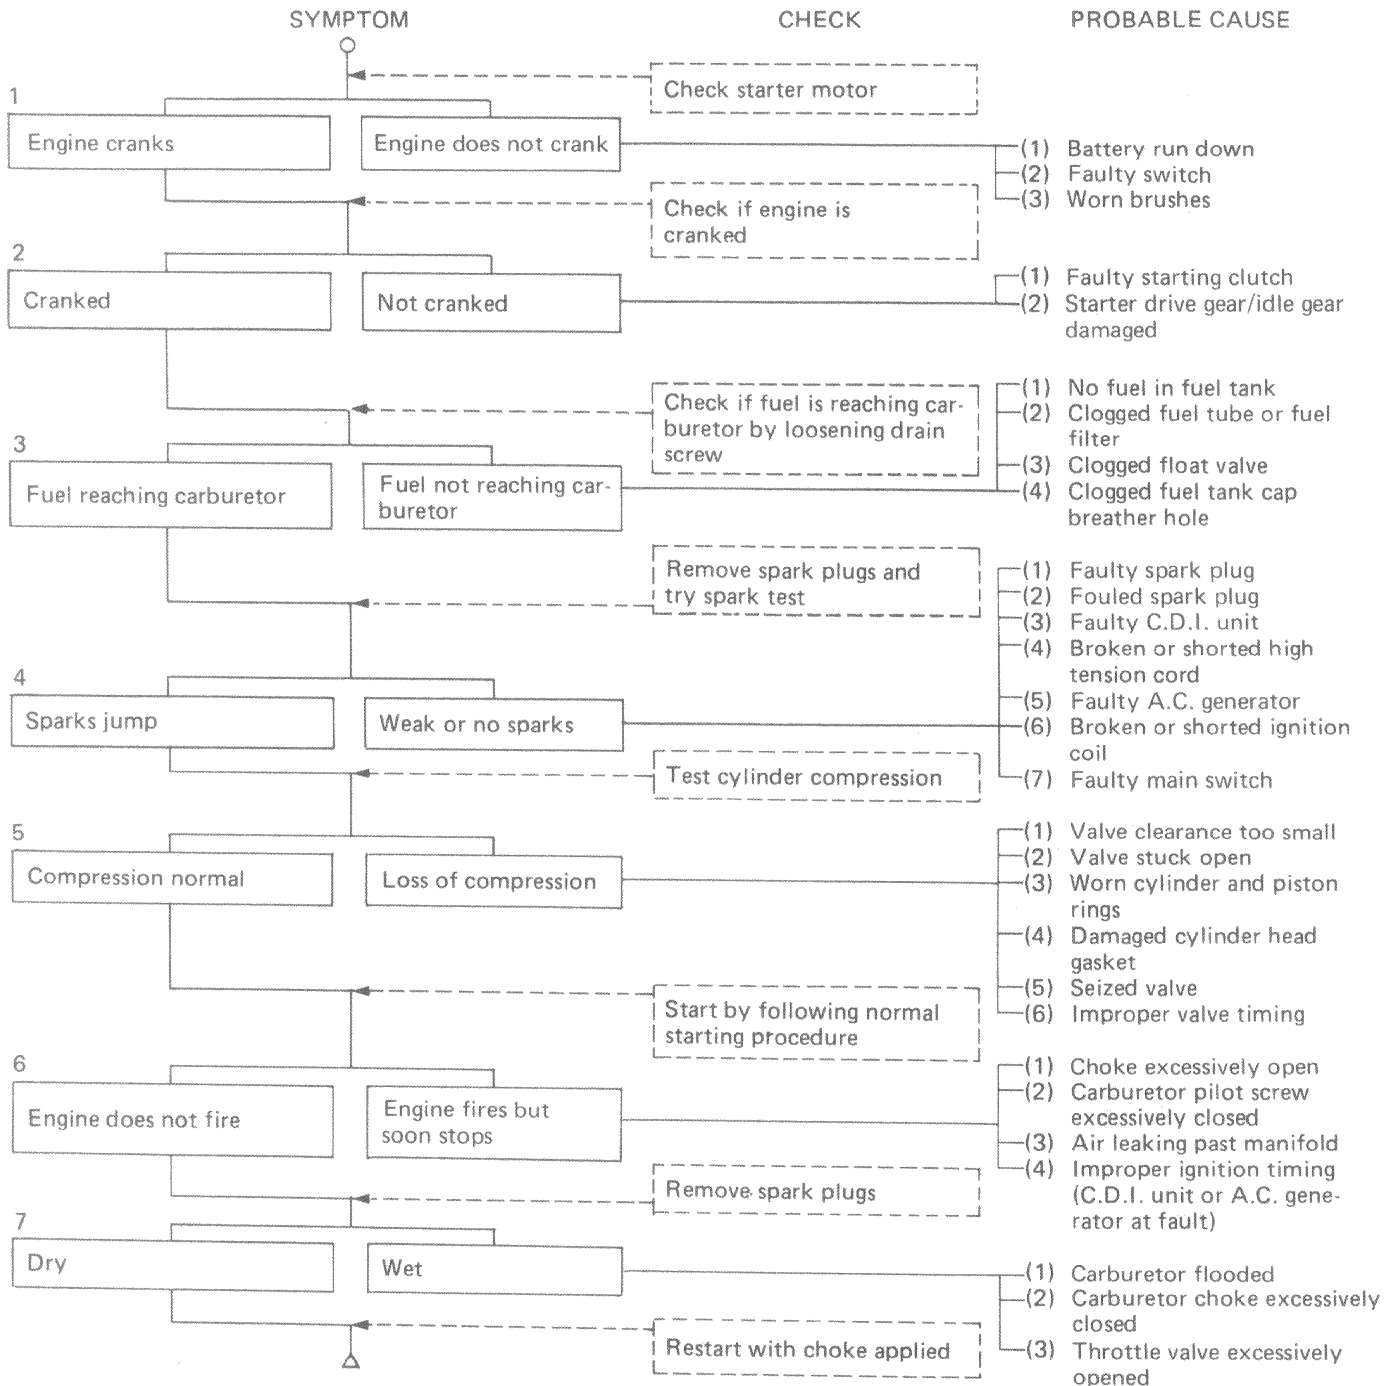 SYMPTOM
CHECK
PROBABLE CAUSE
Check starter motor
1
Engine cranks
Engine does not crank
(1) Battery run down
(2) Faulty switch
(3) Worn brushes
Check if engine is
cranked
2
Cranked
Not cranked
(1) Faulty starting clutch
(2) Starter drive gear/idle gear
damaged
Check if fuel is reaching car-
buretor by loosening drain
screw
3
Fuel reaching carburetor
Fuel not reaching car-
buretor
(1) No fuel in fuel tank
(2) Clogged fuel tube or fuel
filter
(3) Clogged float valve
(4) Clogged fuel tank cap
breather hole
Remove spark plugs and
try spark test
4
Sparks jump
Weak or no sparks
(1) Faulty spark plug
(2) Fouled spark plug
(3) Faulty C.D.I. unit
(4) Broken or shorted high
tension cord
(5) Faulty A.C. generator
(6) Broken or shorted ignition
coil
(7) Faulty main switch
Test cylinder compression
5
Compression normal
Loss of compression
(1) Valve clearance too small
(2) Valve stuck open
(3) Worn cylinder and piston
rings
(4) Damaged cylinder head
gasket
(5) Seized valve
(6) Improper valve timing
Start by following normal
starting procedure
6
Engine does not fire
Engine fires but
soon stops
(1) Choke excessively open
(2) Carburetor pilot screw
excessively closed
(3) Air leaking past manifold
(4) Improper ignition timing
(C.D.I. unit or A.C. gene-
rator at fault)
Remove spark plugs
7
Dry
Wet
(1) Carburetor flooded
(2) Carburetor choke excessively
closed
(3) Throttle valve excessively
opened
Restart with choke applied